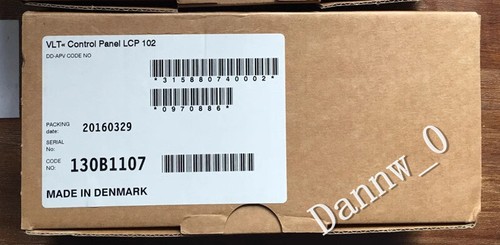 VLT® Control Panel LCP 102
DD-APV CODE NO
*315880740002*
*0970886*
PACKING
date: 20160329
SERIAL
No:
CODE
NO: 130B1107
MADE IN DENMARK
Dannw_0